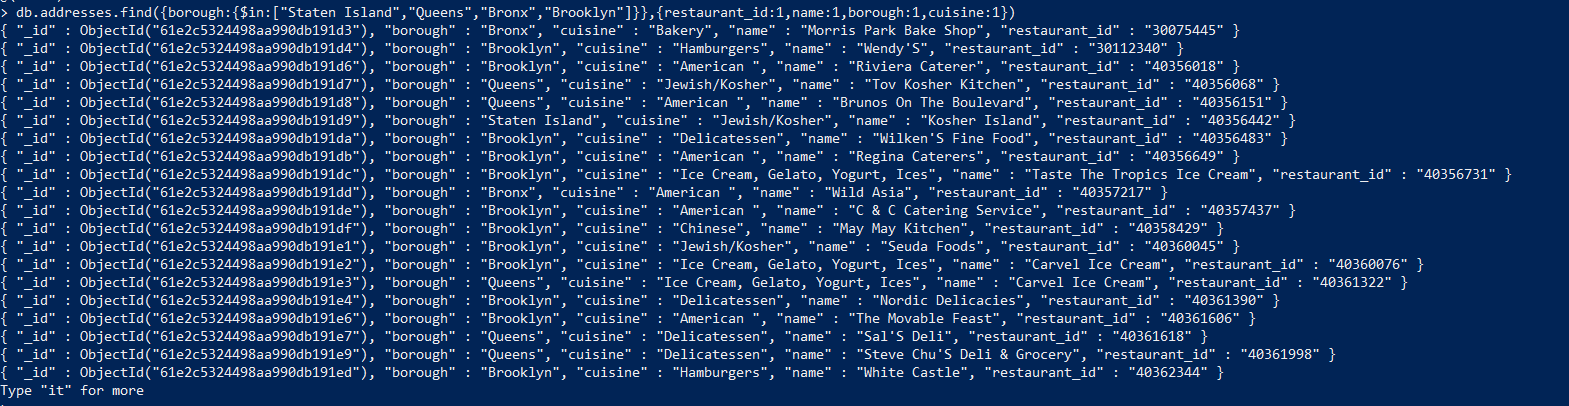 > db.addresses.find({borough:{$in:["Staten Island","Queens","Bronx","Brooklyn"]}},{restaurant_id:1,name:1,borough:1,cuisine:1})
{ "_id" : ObjectId("61e2c5324498aa990db191d3"), "borough" : "Bronx", "cuisine" : "Bakery", "name" : "Morris Park Bake Shop", "restaurant_id" : "30075445" }
{ "_id" : ObjectId("61e2c5324498aa990db191d4"), "borough" : "Brooklyn", "cuisine" : "Hamburgers", "name" : "Wendy'S", "restaurant_id" : "30112340" }
{ "_id" : ObjectId("61e2c5324498aa990db191d6"), "borough" : "Brooklyn", "cuisine" : "American ", "name" : "Riviera Caterer", "restaurant_id" : "40356018" }
{ "_id" : ObjectId("61e2c5324498aa990db191d7"), "borough" : "Queens", "cuisine" : "Jewish/Kosher", "name" : "Tov Kosher Kitchen", "restaurant_id" : "40356068" }
{ "_id" : ObjectId("61e2c5324498aa990db191d8"), "borough" : "Queens", "cuisine" : "American ", "name" : "Brunos On The Boulevard", "restaurant_id" : "40356151" }
{ "_id" : ObjectId("61e2c5324498aa990db191d9"), "borough" : "Staten Island", "cuisine" : "Jewish/Kosher", "name" : "Kosher Island", "restaurant_id" : "40356442" }
{ "_id" : ObjectId("61e2c5324498aa990db191da"), "borough" : "Brooklyn", "cuisine" : "Delicatessen", "name" : "Wilken'S Fine Food", "restaurant_id" : "40356483" }
{ "_id" : ObjectId("61e2c5324498aa990db191db"), "borough" : "Brooklyn", "cuisine" : "American ", "name" : "Regina Caterers", "restaurant_id" : "40356649" }
{ "_id" : ObjectId("61e2c5324498aa990db191dc"), "borough" : "Brooklyn", "cuisine" : "Ice Cream, Gelato, Yogurt, Ices", "name" : "Taste The Tropics Ice Cream", "restaurant_id" : "40356731" }
{ "_id" : ObjectId("61e2c5324498aa990db191dd"), "borough" : "Bronx", "cuisine" : "American ", "name" : "Wild Asia", "restaurant_id" : "40357217" }
{ "_id" : ObjectId("61e2c5324498aa990db191de"), "borough" : "Brooklyn", "cuisine" : "American ", "name" : "C & C Catering Service", "restaurant_id" : "40357437" }
{ "_id" : ObjectId("61e2c5324498aa990db191df"), "borough" : "Brooklyn", "cuisine" : "Chinese", "name" : "May May Kitchen", "restaurant_id" : "40358429" }
{ "_id" : ObjectId("61e2c5324498aa990db191e1"), "borough" : "Brooklyn", "cuisine" : "Jewish/Kosher", "name" : "Seuda Foods", "restaurant_id" : "40360045" }
{ "_id" : ObjectId("61e2c5324498aa990db191e2"), "borough" : "Brooklyn", "cuisine" : "Ice Cream, Gelato, Yogurt, Ices", "name" : "Carvel Ice Cream", "restaurant_id" : "40360076" }
{ "_id" : ObjectId("61e2c5324498aa990db191e3"), "borough" : "Queens", "cuisine" : "Ice Cream, Gelato, Yogurt, Ices", "name" : "Carvel Ice Cream", "restaurant_id" : "40361322" }
{ "_id" : ObjectId("61e2c5324498aa990db191e4"), "borough" : "Brooklyn", "cuisine" : "Delicatessen", "name" : "Nordic Delicacies", "restaurant_id" : "40361390" }
{ "_id" : ObjectId("61e2c5324498aa990db191e6"), "borough" : "Brooklyn", "cuisine" : "American ", "name" : "The Movable Feast", "restaurant_id" : "40361606" }
{ "_id" : ObjectId("61e2c5324498aa990db191e7"), "borough" : "Queens", "cuisine" : "Delicatessen", "name" : "Sal'S Deli", "restaurant_id" : "40361618" }
{ "_id" : ObjectId("61e2c5324498aa990db191e9"), "borough" : "Queens", "cuisine" : "Delicatessen", "name" : "Steve Chu'S Deli & Grocery", "restaurant_id" : "40361998" }
{ "_id" : ObjectId("61e2c5324498aa990db191ed"), "borough" : "Brooklyn", "cuisine" : "Hamburgers", "name" : "White Castle", "restaurant_id" : "40362344" }
Type "it" for more